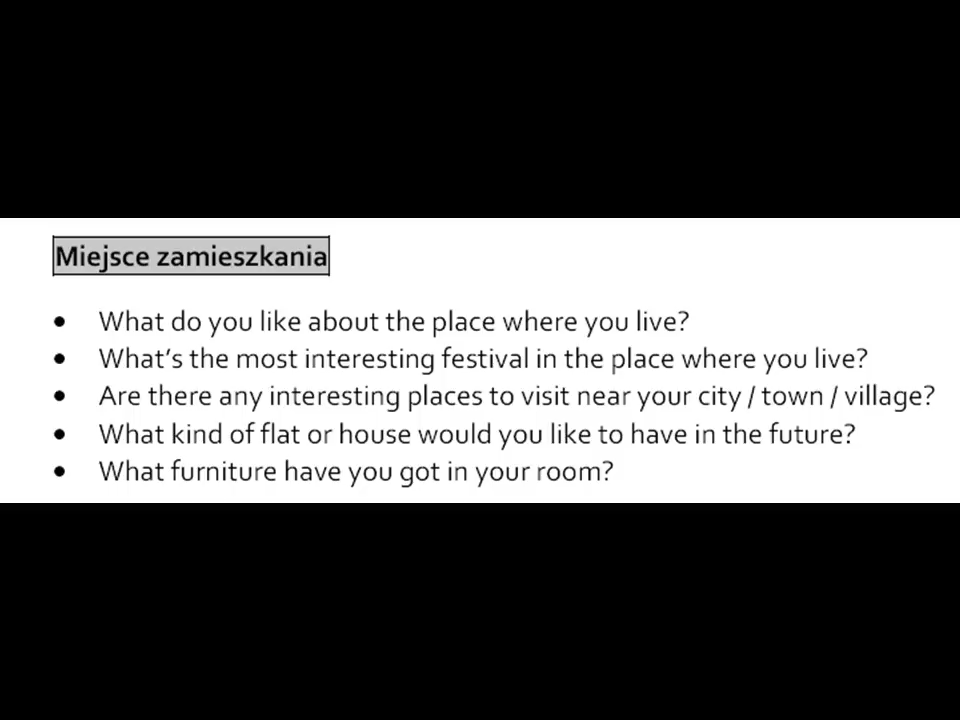 Miejsce zamieszkania
• What do you like about the place where you live?
• What's the most interesting festival in the place where you live?
• Are there any interesting places to visit near your city / town / village?
• What kind of flat or house would you like to have in the future?
• What furniture have you got in your room?